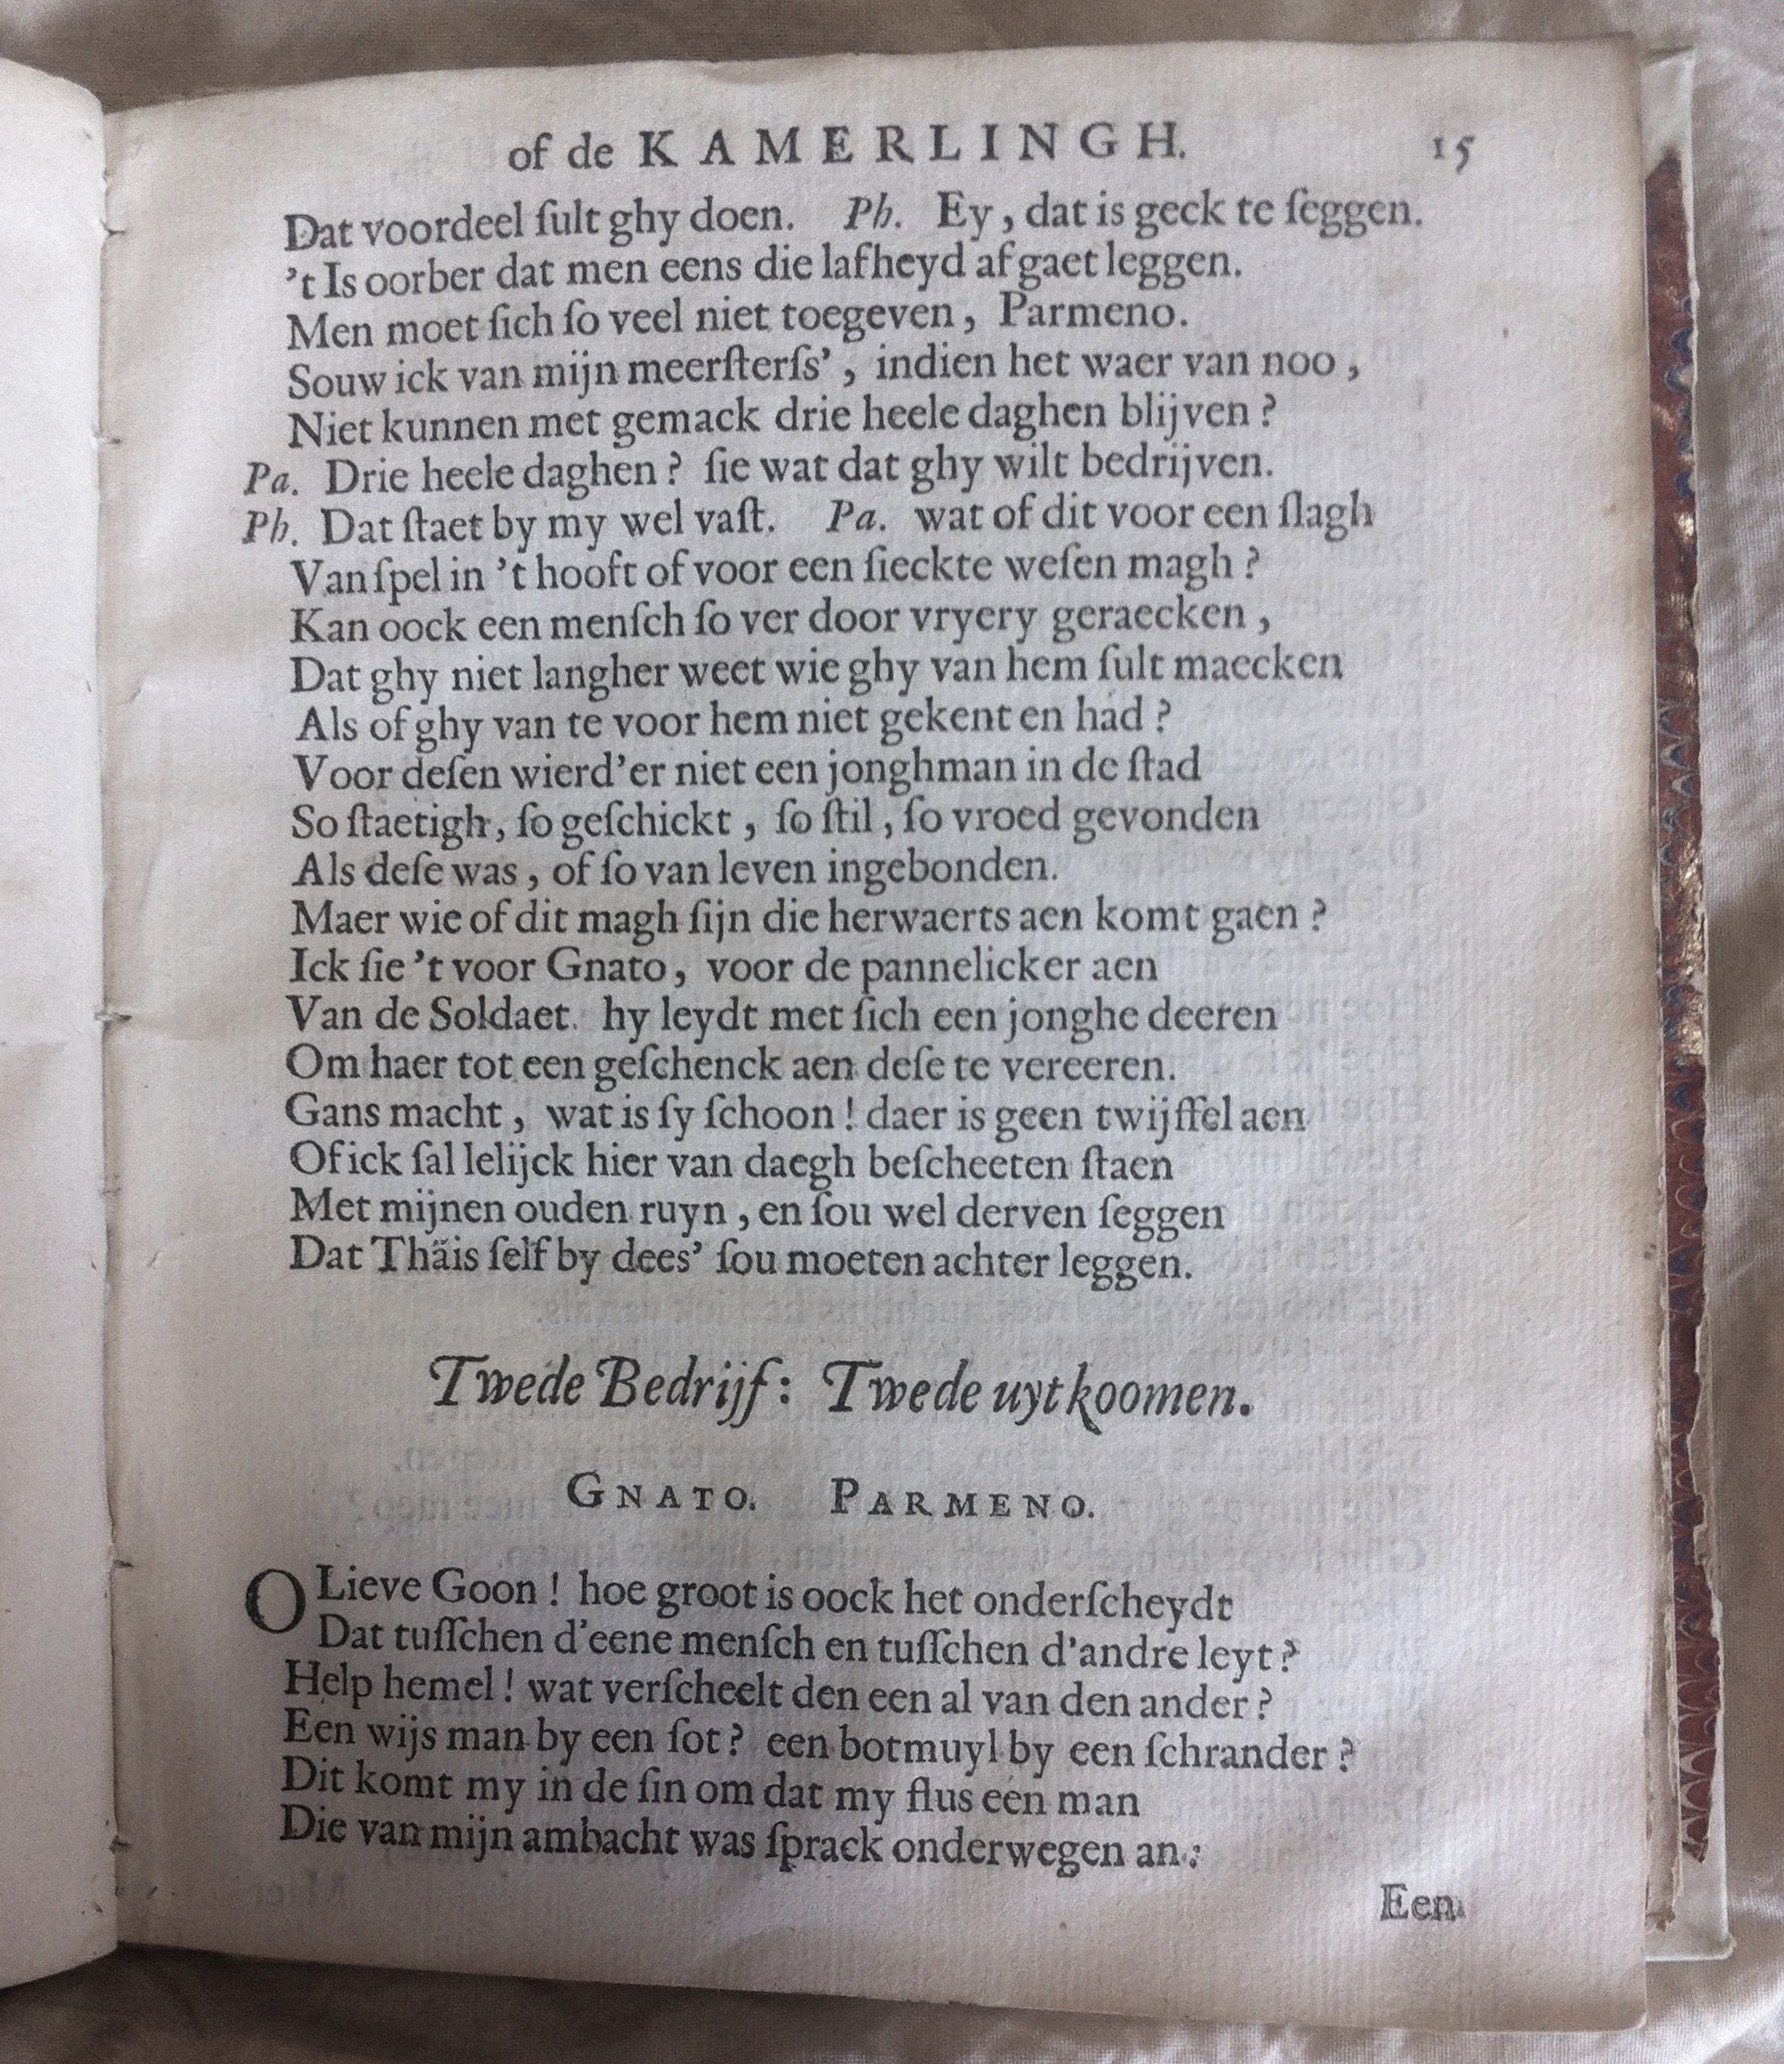 of de KAMERLINGH. 15
Dat voordeel ſult ghy doen. Ph. Ey, dat is geck te ſeggen.
't Is oorber dat men eens die lafheyd af gaet leggen.
Men moet ſich ſo veel niet toegeven, Parmeno.
Souw ick van mijn meerſterſs', indien het waer van noo,
Niet kunnen met gemack drie heele daghen blijven?
Pa. Drie heele daghen? ſie wat dat ghy wilt bedrijven.
Ph. Dat ſtaet by my wel vaſt. Pa. wat of dit voor een ſlagh
Van ſpel in 't hooft of voor een ſieckte weſen magh?
Kan oock een menſch ſo ver door vryery geraecken,
Dat ghy niet langher weet wie ghy van hem ſult maecken
Als of ghy van te voor hem niet gekent en had?
Voor deſen wierd'er niet een jonghman in de ſtad
So ſtaetigh, ſo geſchickt, ſo ſtil, ſo vroed gevonden
Als deſe was, of ſo van leven ingebonden.
Maer wie of dit magh ſijn die herwaerts aen komt gaen?
Ick ſie 't voor Gnato, voor de pannelicker aen
Van de Soldaet. hy leydt met ſich een jonghe deeren
Om haer tot een geſchenck aen deſe te vereeren.
Gans macht, wat is ſy ſchoon! daer is geen twijffel aen
Of ick ſal lelijck hier van daegh beſcheeten ſtaen
Met mijnen ouden ruyn, en ſou wel derven ſeggen
Dat Thäis ſelf by dees' ſou moeten achter leggen.
Twede Bedrijf: Twede uytkoomen.
GNATO. PARMENO.
O Lieve Goon! hoe groot is oock het onderſcheydt
Dat tuſſchen d'eene menſch en tuſſchen d'andre leyt?
Help hemel! wat verſcheelt den een al van den ander?
Een wijs man by een ſot? een botmuyl by een ſchrander?
Dit komt my in de ſin om dat my flus een man
Die van mijn ambacht was ſprack onderwegen an:
Een